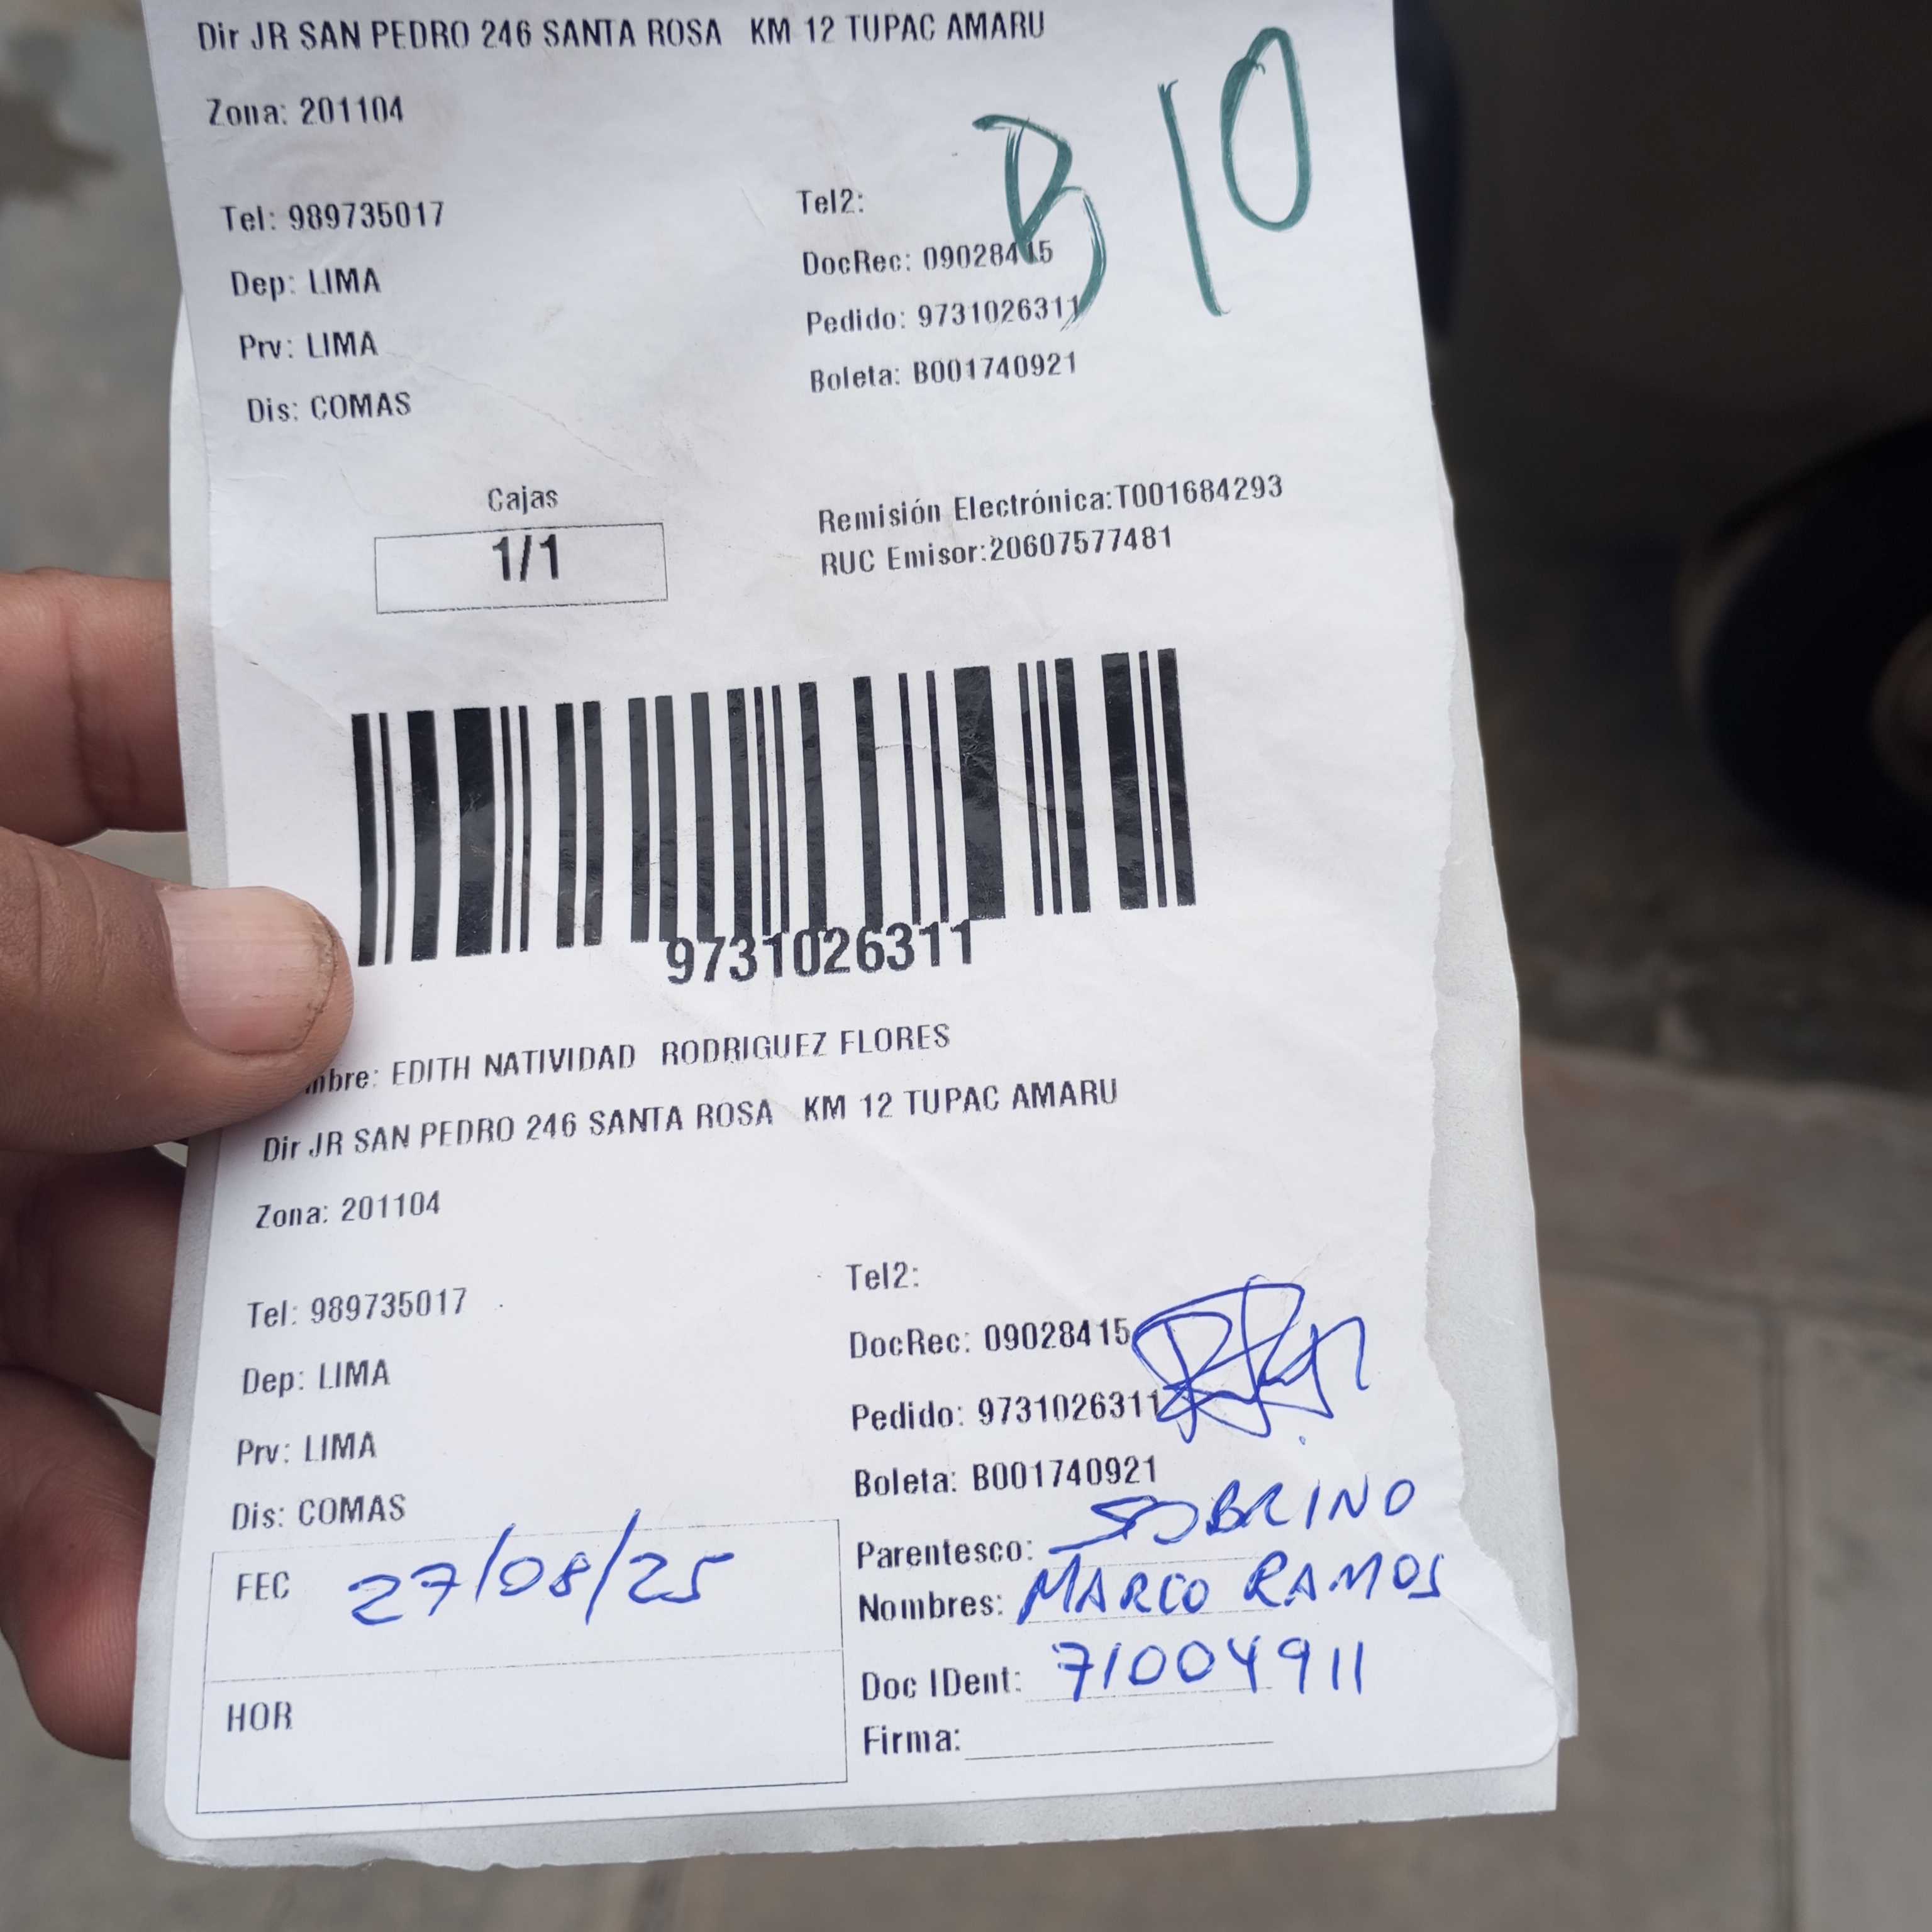 Dir JR SAN PEDRO 246 SANTA ROSA KM 12 TUPAC AMARU
Zona: 201104
B 10
Tel: 989735017
Tel2:
Dep: LIMA
DocRec: 09028415
Prv: LIMA
Pedido: 9731026311
Dis: COMAS
Boleta: B001740921
Cajas
1/1
Remisión Electrónica:T001684293
RUC Emisor:20607577481
9731026311
mbre: EDITH NATIVIDAD RODRIGUEZ FLORES
Dir JR SAN PEDRO 246 SANTA ROSA KM 12 TUPAC AMARU
Zona: 201104
Tel: 989735017
Tel2:
Dep: LIMA
DocRec: 09028415
Prv: LIMA
Pedido: 9731026311
Dis: COMAS
Boleta: B001740921
FEC 27/08/25
HOR
Parentesco: SOBRINO
Nombres: MARCO RAMOS
Doc IDent: 71004911
Firma: